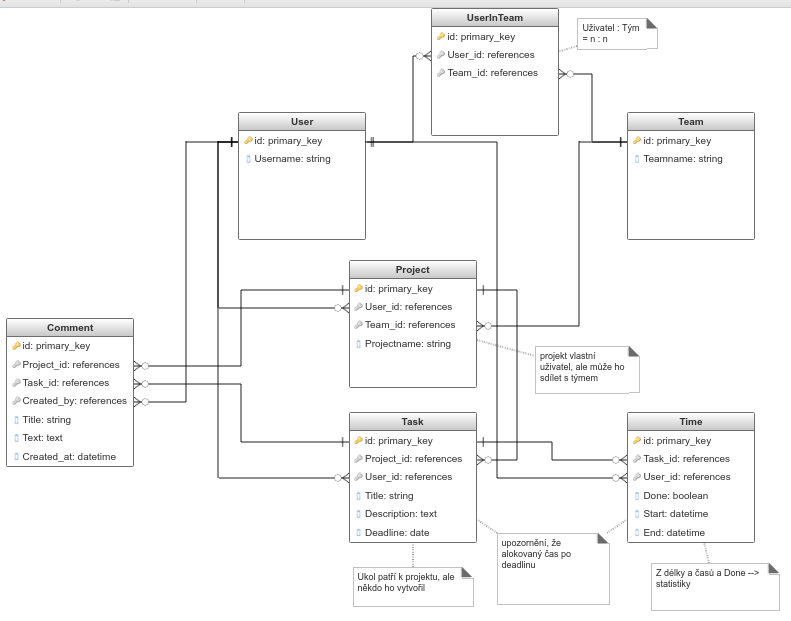 UserInTeam
id: primary_key
User_id: references
Team_id: references
Uživatel : Tým
= n : n
User
id: primary_key
Username: string
Team
id: primary_key
Teamname: string
Project
id: primary_key
User_id: references
Team_id: references
Projectname: string
projekt vlastní
uživatel, ale může ho
sdílet s týmem
Comment
id: primary_key
Project_id: references
Task_id: references
Created_by: references
Title: string
Text: text
Created_at: datetime
Task
id: primary_key
Project_id: references
User_id: references
Title: string
Description: text
Deadline: date
Time
id: primary_key
Task_id: references
User_id: references
Done: boolean
Start: datetime
End: datetime
upozornění, že
alokovaný čas po
deadlinu
Ukol patří k projektu, ale
někdo ho vytvořil
Z délky a časů a Done -->
statistiky